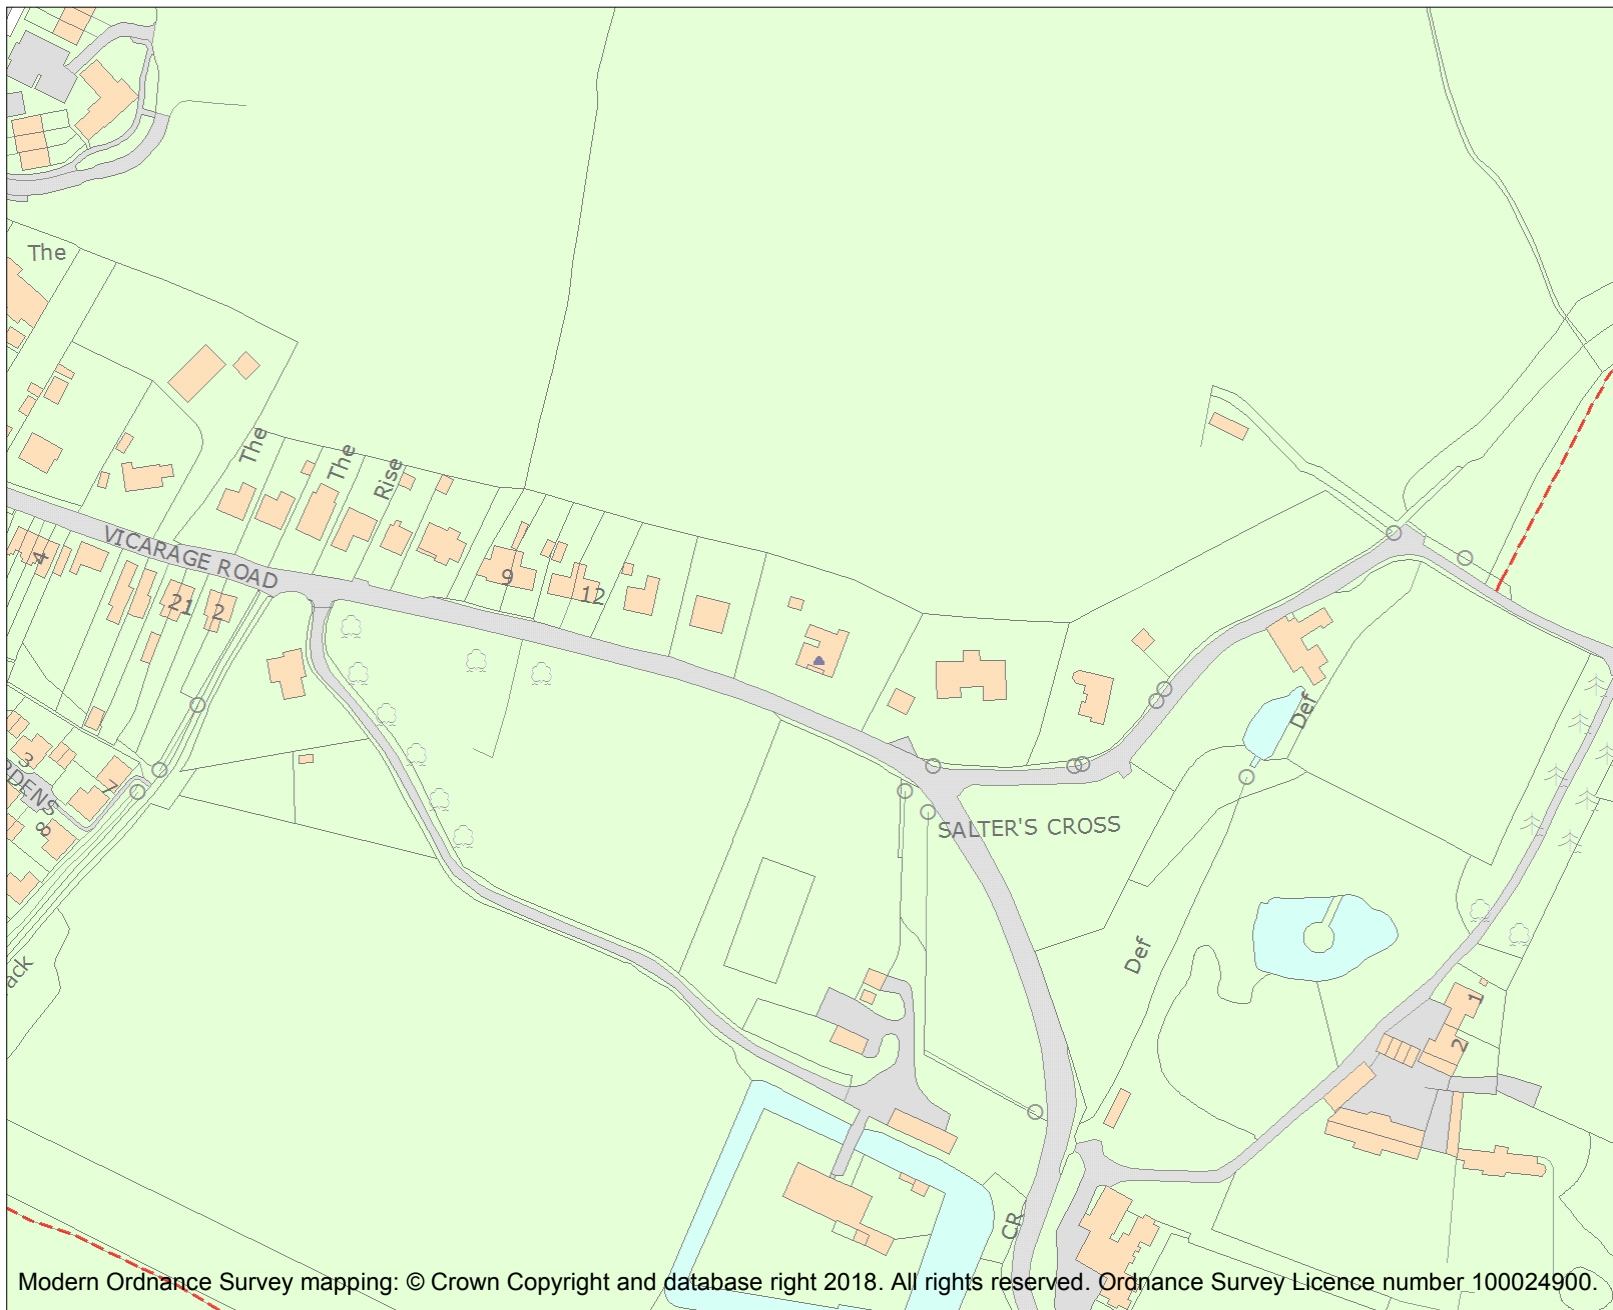 The
The
The
Rise
VICARAGE ROAD
4
9
12
21
2
3
7
8
Def
SALTER'S CROSS
Def
1
2
CR
Modern Ordnance Survey mapping: © Crown Copyright and database right 2018. All rights reserved. Ordnance Survey Licence number 100024900.